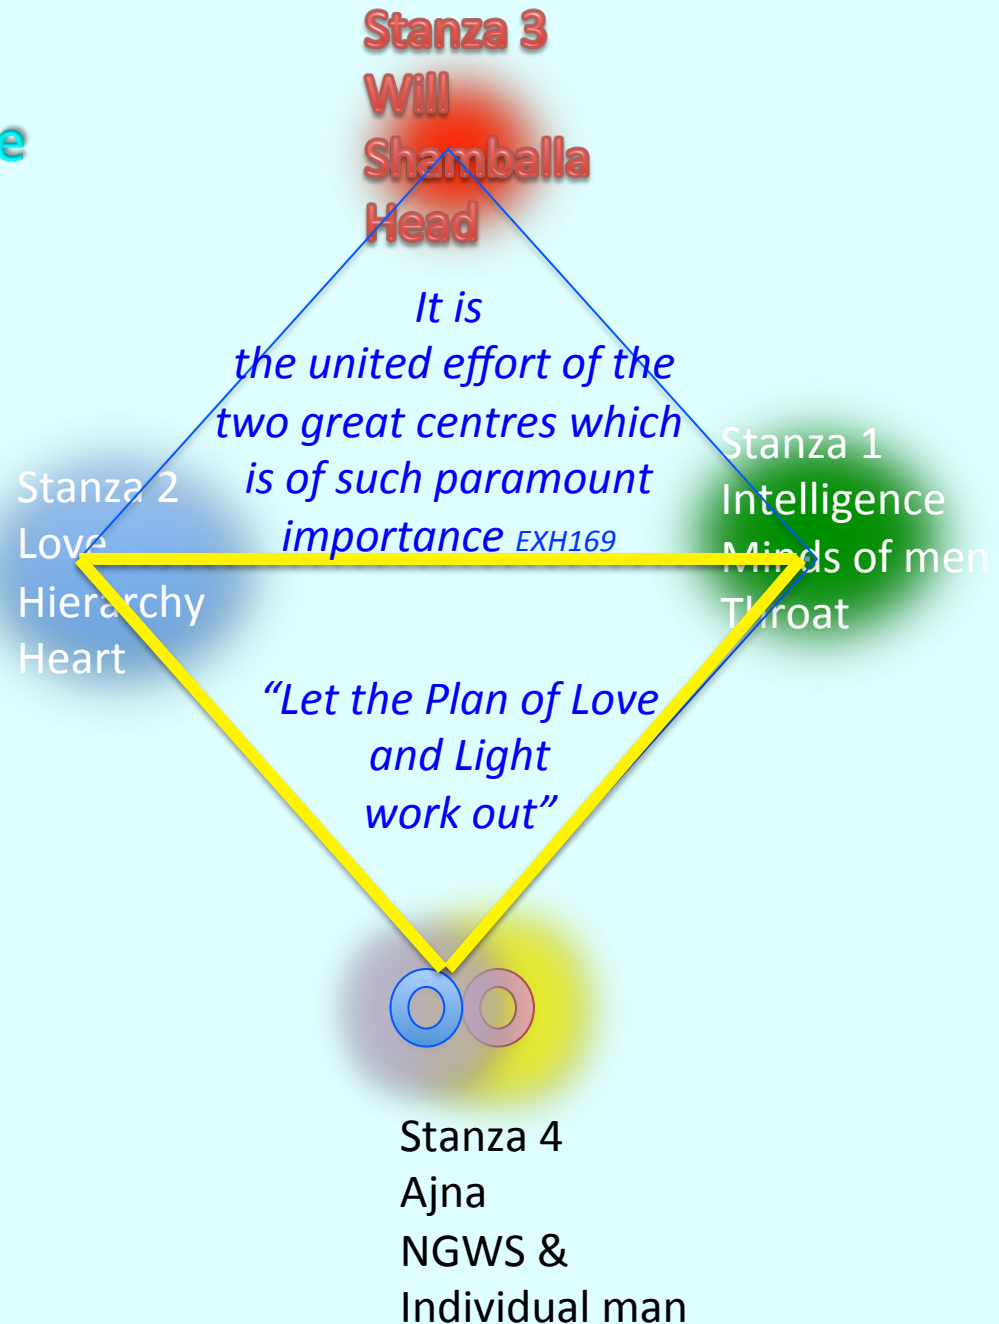 Stanza 3
Will
Shamballa
Head
e
It is
the united effort of the
two great centres which
is of such paramount
importance EXH169
Stanza 2
Love
Hierarchy
Heart
Stanza 1
Intelligence
Minds of men
Throat
“Let the Plan of Love
and Light
work out”
Stanza 4
Ajna
NGWS &
Individual man